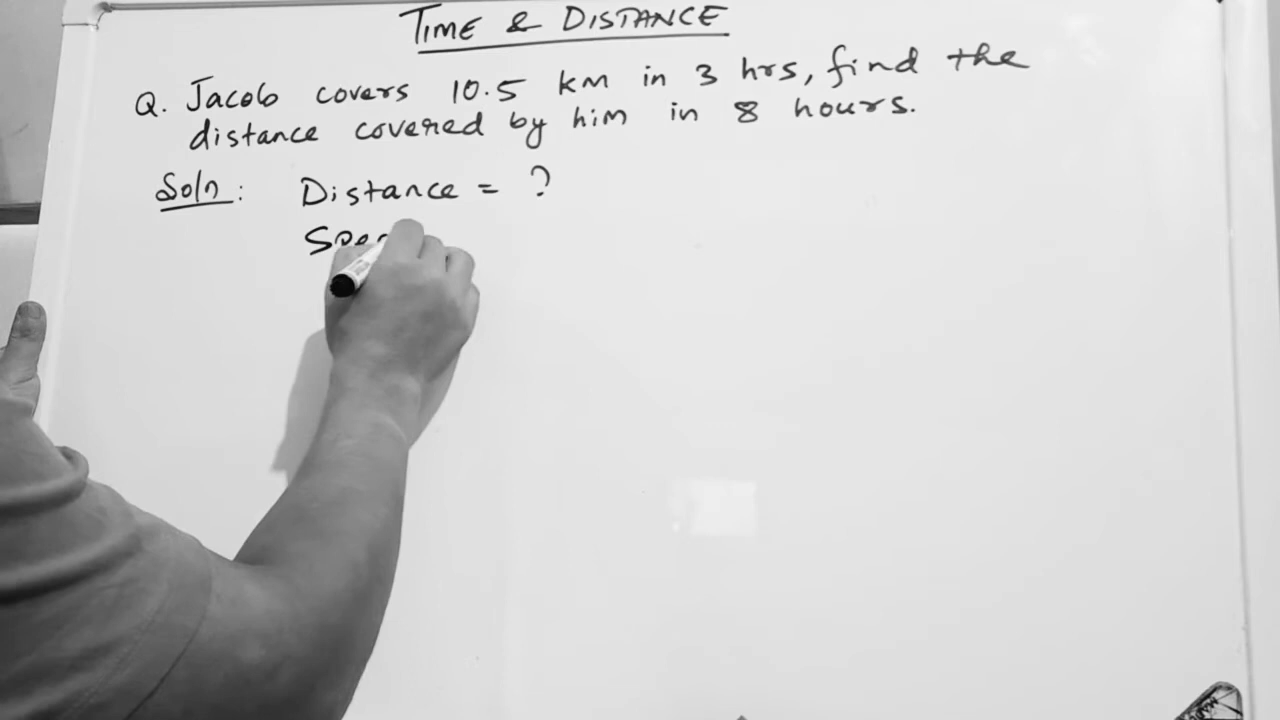 TIME & DISTANCE
Q. Jacob covers 10.5 km in 3 hrs, find the
distance covered by him in 8 hours.
Soln: Distance = ?